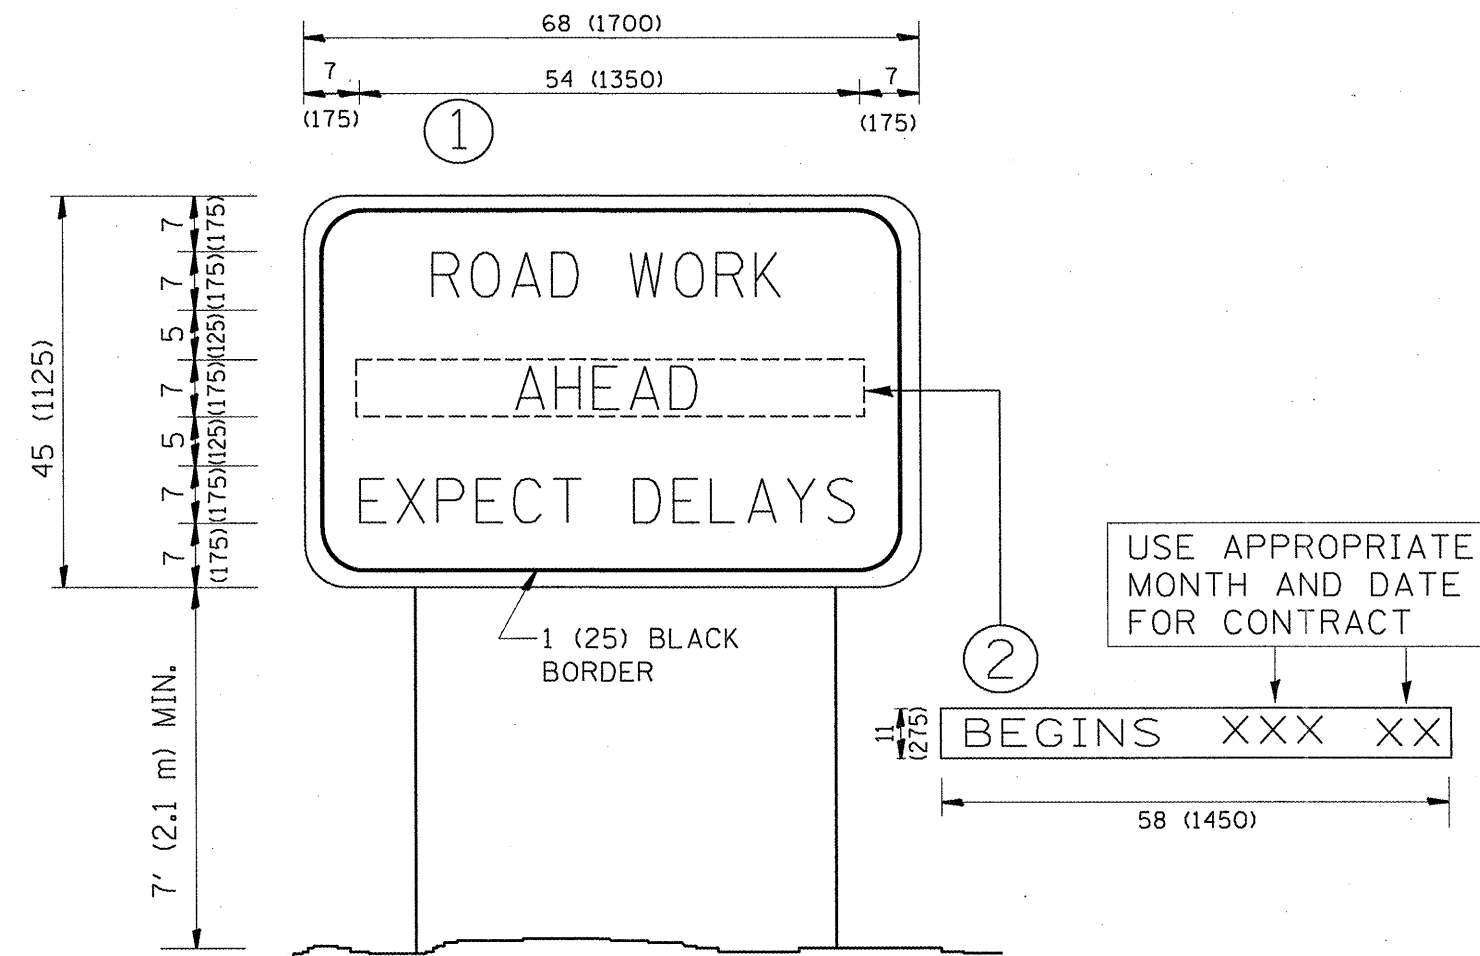 68 (1700)
7
54 (1350)
7
(175)
(175)
1
7
(175)
7
(175)
5
(125)
7
(175)
5
(125)
7
(175)
7
(175)
45 (1125)
ROAD WORK
AHEAD
EXPECT DELAYS
1 (25) BLACK
BORDER
7' (2.1 m) MIN.
USE APPROPRIATE
MONTH AND DATE
FOR CONTRACT
2
11
(275)
BEGINS XXX XX
58 (1450)